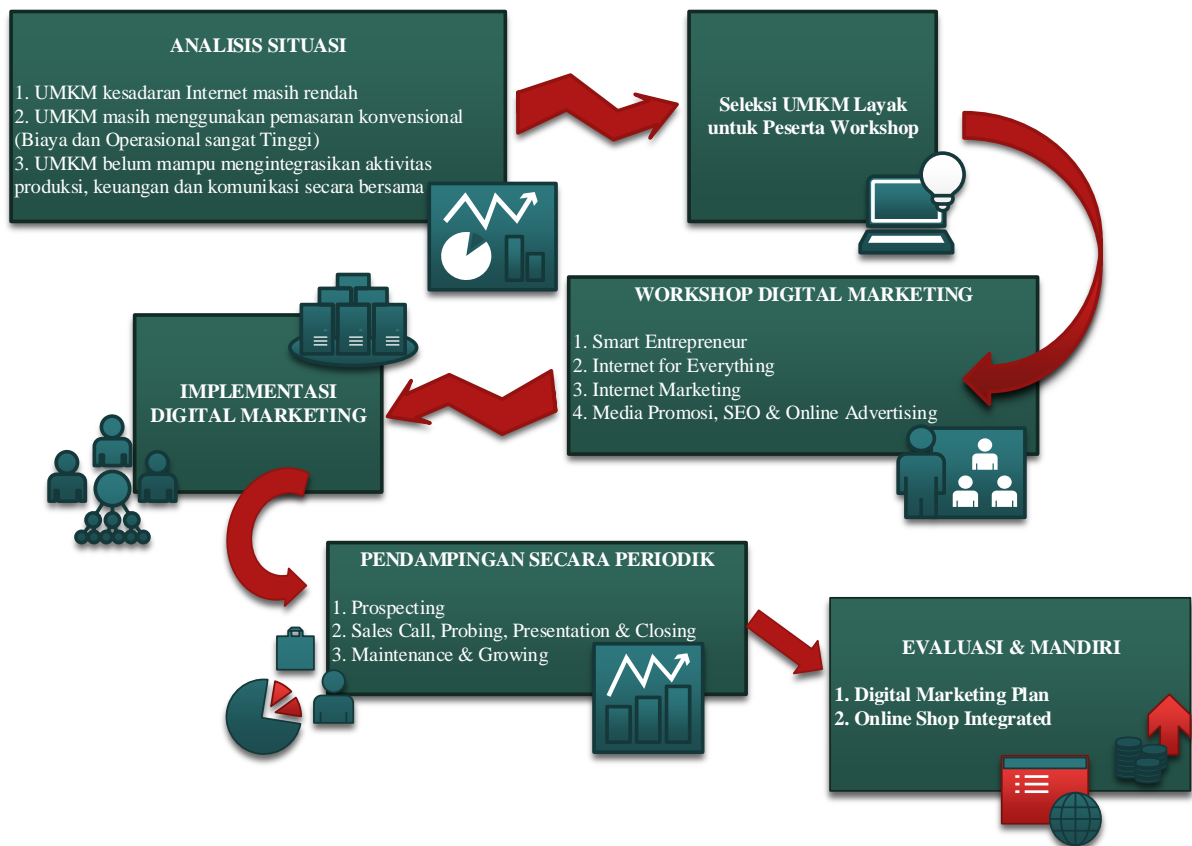 ANALISIS SITUASI
1. UMKM kesadaran Internet masih rendah
2. UMKM masih menggunakan pemasaran konvensional
(Biaya dan Operasional sangat Tinggi)
3. UMKM belum mampu mengintegrasikan aktivitas
produksi, keuangan dan komunikasi secara bersama
Seleksi UMKM Layak
untuk Peserta Workshop
WORKSHOP DIGITAL MARKETING
1. Smart Entrepreneur
2. Internet for Everything
3. Internet Marketing
4. Media Promosi, SEO & Online Advertising
IMPLEMENTASI
DIGITAL MARKETING
PENDAMPINGAN SECARA PERIODIK
1. Prospecting
2. Sales Call, Probing, Presentation & Closing
3. Maintenance & Growing
EVALUASI & MANDIRI
1. Digital Marketing Plan
2. Online Shop Integrated